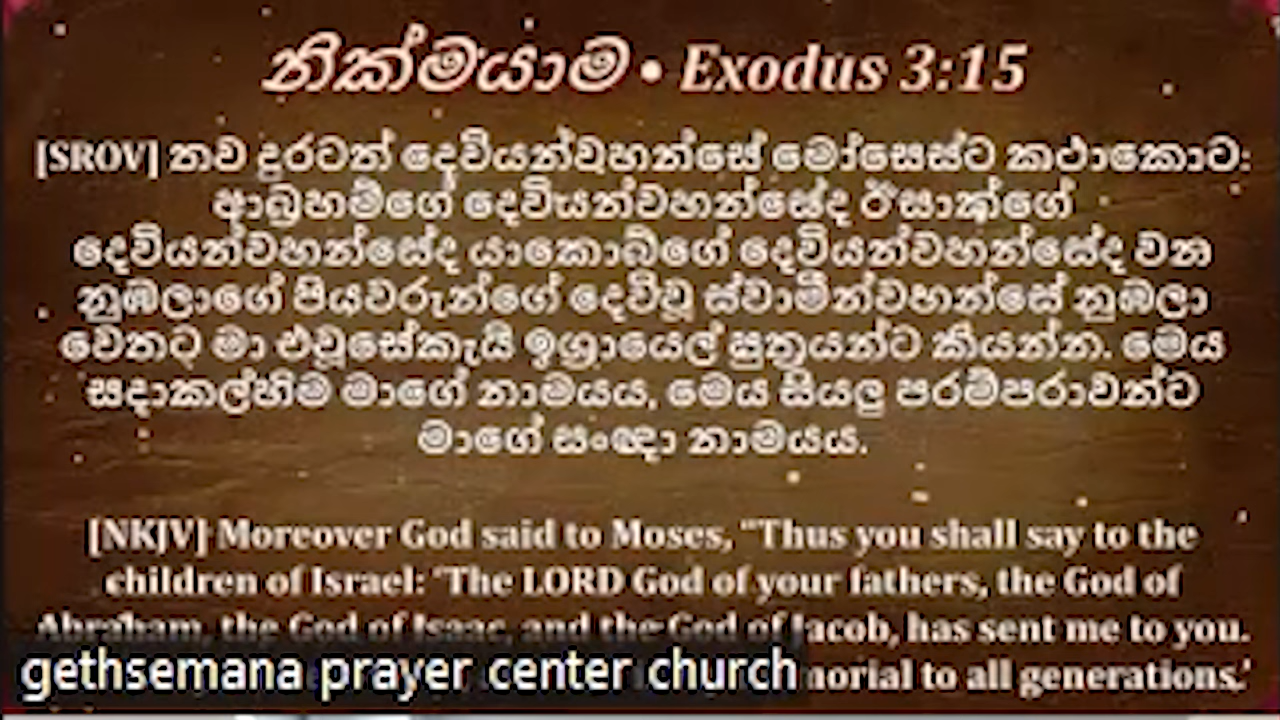 නික්මයාම • Exodus 3:15
[SROV] තව දුරටත් දෙවියන්වහන්සේ මෝසෙස්ට කථාකොට:
ආබ්‍රහම්ගේ දෙවියන්වහන්සේද ඊසාක්ගේ
දෙවියන්වහන්සේද යාකොබ්ගේ දෙවියන්වහන්සේද වන
නුඹලාගේ පියවරුන්ගේ දෙවිවූ ස්වාමීන්වහන්සේ නුඹලා
වෙතට මා එවූසේකැයි ඉශ්‍රායෙල් පුත්‍රයන්ට කියන්න. මෙය
සදාකල්හිම මාගේ නාමයය, මෙය සියලු පරම්පරාවන්ට
මාගේ සංඥා නාමයය.
[NKJV] Moreover God said to Moses, “Thus you shall say to the
children of Israel: ‘The LORD God of your fathers, the God of
Abraham, the God of Isaac, and the God of Jacob, has sent me to you.
morial to all generations.’
gethsemana prayer center church